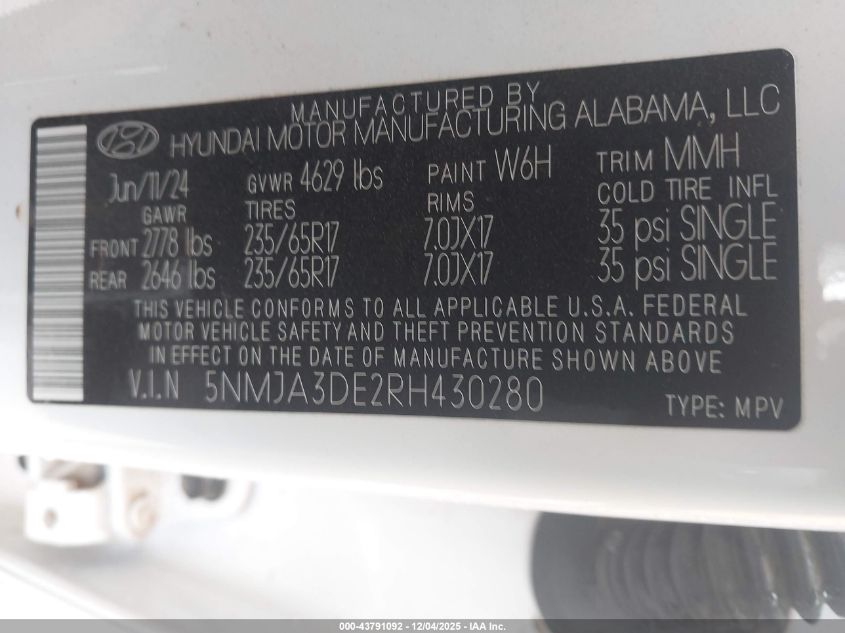 MANUFACTURED BY
HYUNDAI MOTOR MANUFACTURING ALABAMA, LLC
Jun/11/24 GVWR 4629 lbs PAINT W6H TRIM MMH
GAWR TIRES RIMS COLD TIRE INFL
FRONT 2778 lbs 235/65R17 7.0JX17 35 psi SINGLE
REAR 2646 lbs 235/65R17 7.0JX17 35 psi SINGLE
THIS VEHICLE CONFORMS TO ALL APPLICABLE U.S.A. FEDERAL
MOTOR VEHICLE SAFETY AND THEFT PREVENTION STANDARDS
IN EFFECT ON THE DATE OF MANUFACTURE SHOWN ABOVE
V.I.N 5NMJA3DE2RH430280 TYPE: MPV
000-43791092 - 12/04/2025 - IAA Inc.